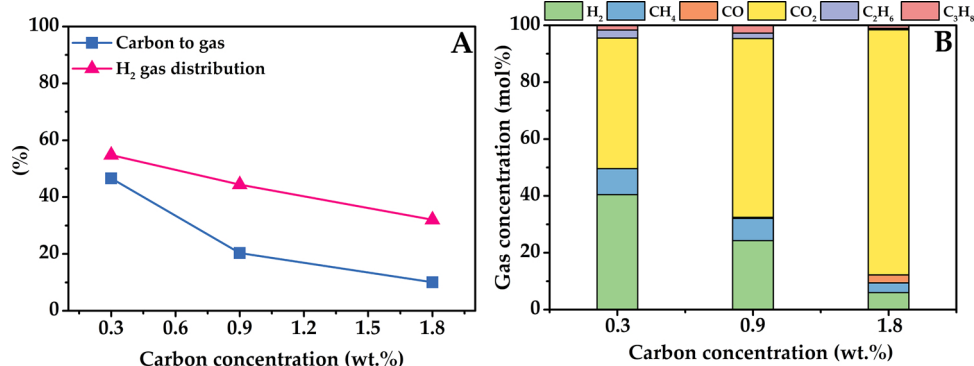 A
Carbon to gas
H₂ gas distribution
(%)
100
80
60
40
20
0
0.3 0.6 0.9 1.2 1.5 1.8
Carbon concentration (wt.%)
H₂ CH₄ CO CO₂ C₂H₆ C₃H₈
B
Gas concentration (mol%)
100
80
60
40
20
0
0.3 0.9 1.8
Carbon concentration (wt.%)